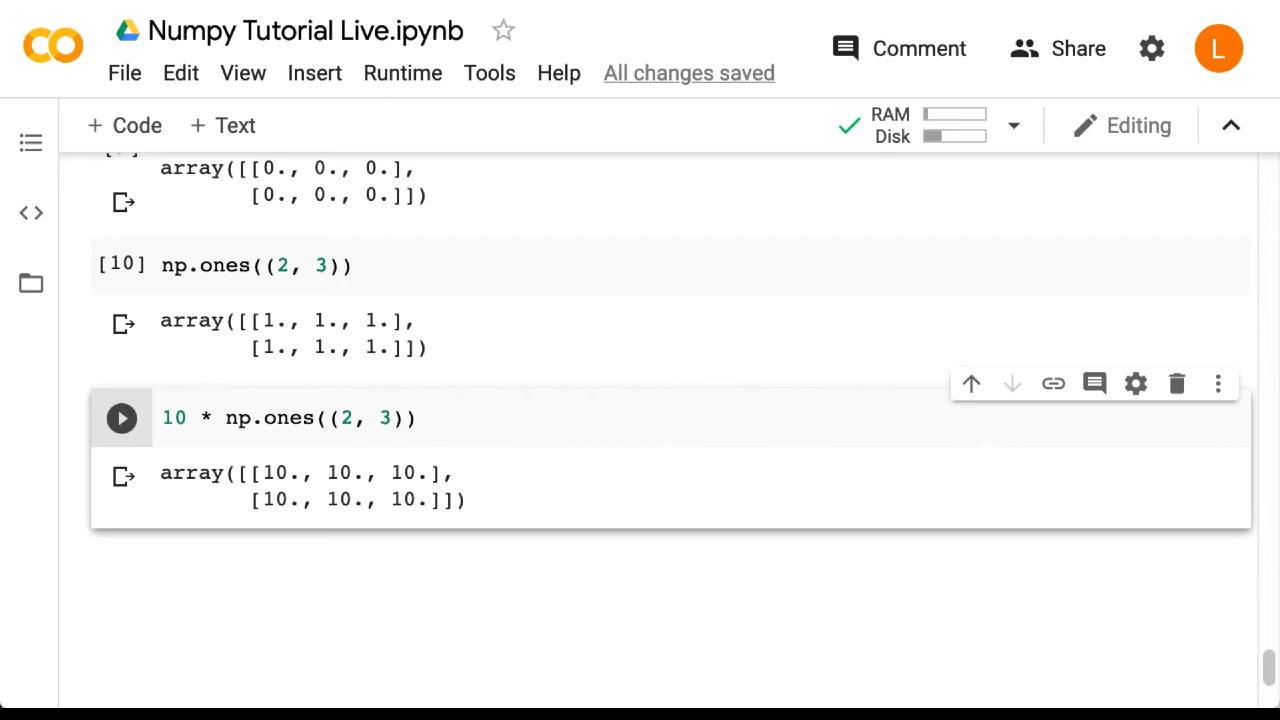 Numpy Tutorial Live.ipynb
Comment
Share
L
File Edit View Insert Runtime Tools Help All changes saved
+ Code + Text
RAM
Disk
Editing
array([[0., 0., 0.],
[0., 0., 0.]])
[10] np.ones((2, 3))
array([[1., 1., 1.],
[1., 1., 1.]])
10 * np.ones((2, 3))
array([[10., 10., 10.],
[10., 10., 10.]])